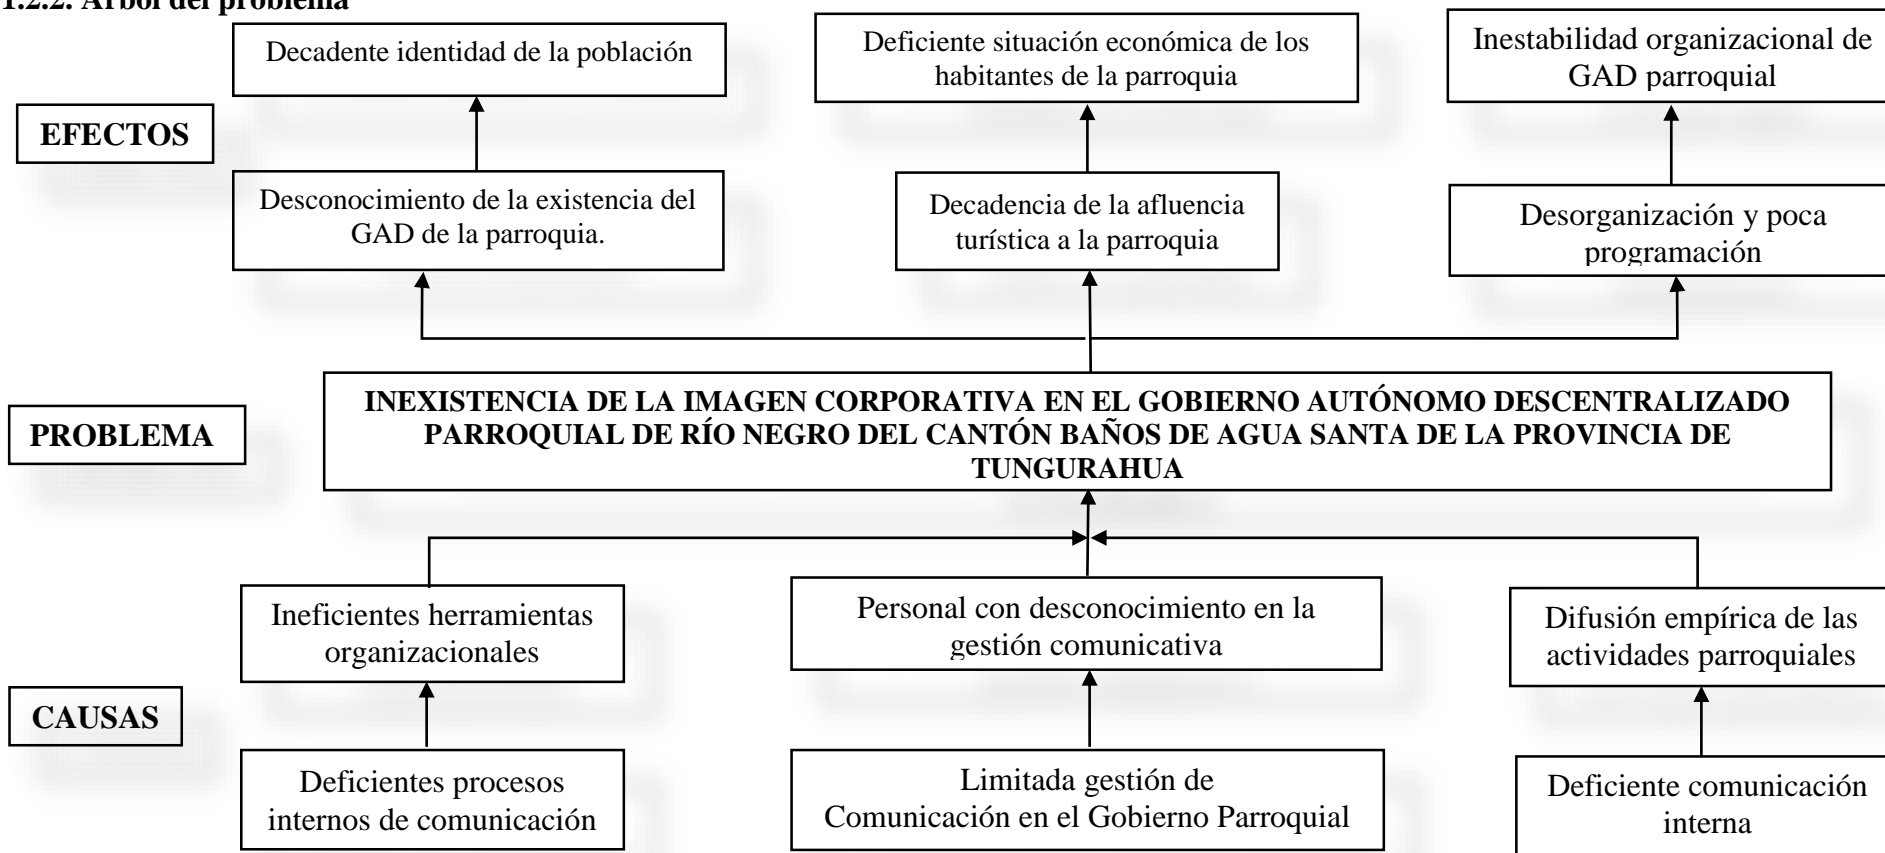 1.2.2. Árbol del problema
Decadente identidad de la población
Deficiente situación económica de los
habitantes de la parroquia
Inestabilidad organizacional de
GAD parroquial
EFECTOS
Desconocimiento de la existencia del
GAD de la parroquia.
Decadencia de la afluencia
turística a la parroquia
Desorganización y poca
programación
PROBLEMA
INEXISTENCIA DE LA IMAGEN CORPORATIVA EN EL GOBIERNO AUTÓNOMO DESCENTRALIZADO
PARROQUIAL DE RÍO NEGRO DEL CANTÓN BAÑOS DE AGUA SANTA DE LA PROVINCIA DE
TUNGURAHUA
Ineficientes herramientas
organizacionales
Personal con desconocimiento en la
gestión comunicativa
Difusión empírica de las
actividades parroquiales
CAUSAS
Deficientes procesos
internos de comunicación
Limitada gestión de
Comunicación en el Gobierno Parroquial
Deficiente comunicación
interna